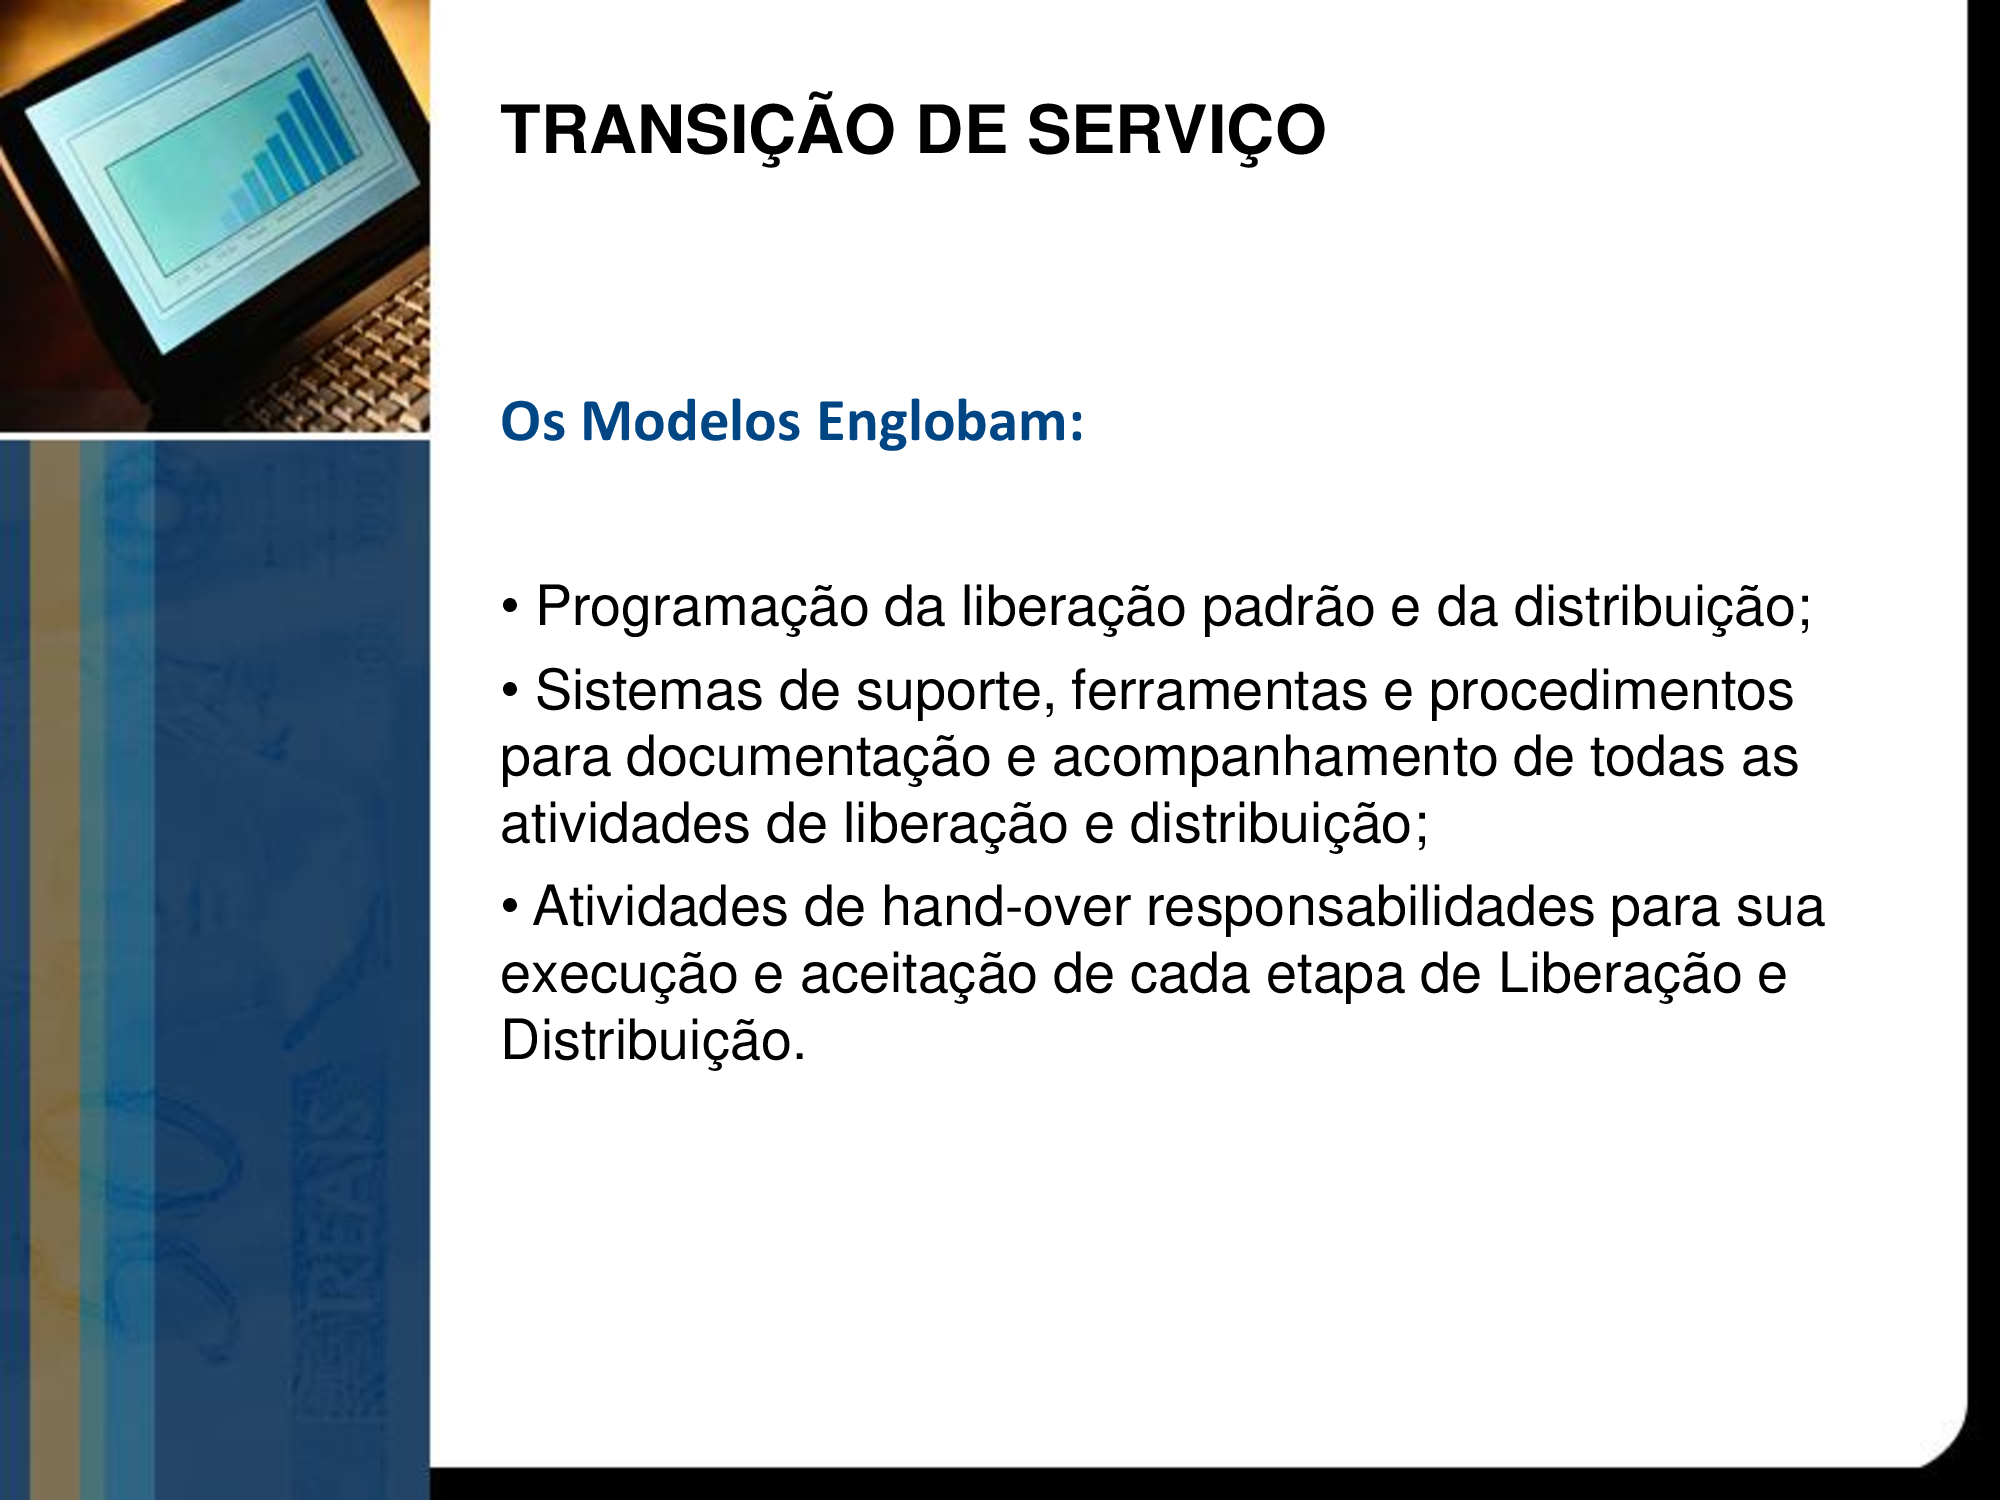 TRANSIÇÃO DE SERVIÇO
Os Modelos Englobam:
• Programação da liberação padrão e da distribuição;
• Sistemas de suporte, ferramentas e procedimentos
para documentação e acompanhamento de todas as
atividades de liberação e distribuição;
• Atividades de hand-over responsabilidades para sua
execução e aceitação de cada etapa de Liberação e
Distribuição.
REAIS